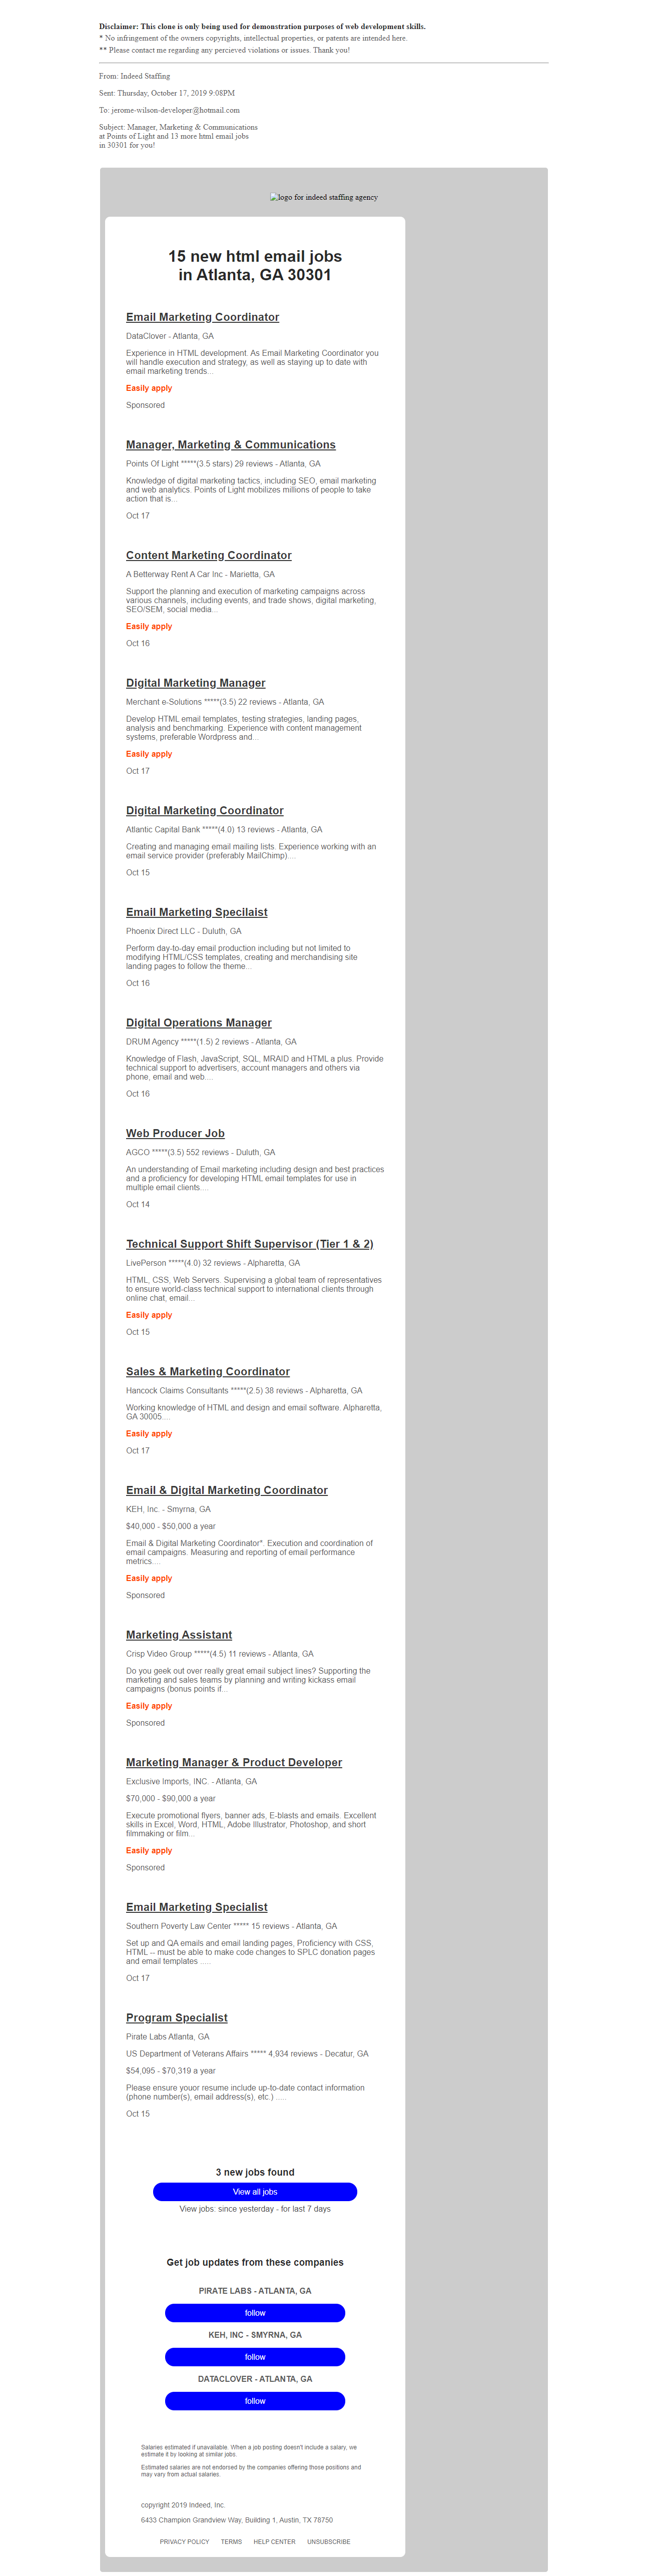 Disclaimer: This clone is only being used for demonstration purposes of web development skills.
* No infringement of the owners copyrights, intellectual properties, or patents are intended here.
** Please contact me regarding any percieved violations or issues. Thank you!
From: Indeed Staffing
Sent: Thursday, October 17, 2019 9:08PM
To: jerome-wilson-developer@hotmail.com
Subject: Manager, Marketing & Communications
at Points of Light and 13 more html email jobs
in 30301 for you!
logo for indeed staffing agency
15 new html email jobs
in Atlanta, GA 30301
Email Marketing Coordinator
DataClover - Atlanta, GA
Experience in HTML development. As Email Marketing Coordinator you
will handle execution and strategy, as well as staying up to date with
email marketing trends...
Easily apply
Sponsored
Manager, Marketing & Communications
Points Of Light *****(3.5 stars) 29 reviews - Atlanta, GA
Knowledge of digital marketing tactics, including SEO, email marketing
and web analytics. Points of Light mobilizes millions of people to take
action that is...
Oct 17
Content Marketing Coordinator
A Betterway Rent A Car Inc - Marietta, GA
Support the planning and execution of marketing campaigns across
various channels, including events, and trade shows, digital marketing,
SEO/SEM, social media...
Easily apply
Oct 16
Digital Marketing Manager
Merchant e-Solutions *****(3.5) 22 reviews - Atlanta, GA
Develop HTML email templates, testing strategies, landing pages,
analysis and benchmarking. Experience with content management
systems, preferable Wordpress and...
Easily apply
Oct 17
Digital Marketing Coordinator
Atlantic Capital Bank *****(4.0) 13 reviews - Atlanta, GA
Creating and managing email mailing lists. Experience working with an
email service provider (preferably MailChimp)....
Oct 15
Email Marketing Specilaist
Phoenix Direct LLC - Duluth, GA
Perform day-to-day email production including but not limited to
modifying HTML/CSS templates, creating and merchandising site
landing pages to follow the theme...
Oct 16
Digital Operations Manager
DRUM Agency *****(1.5) 2 reviews - Atlanta, GA
Knowledge of Flash, JavaScript, SQL, MRAID and HTML a plus. Provide
technical support to advertisers, account managers and others via
phone, email and web....
Oct 16
Web Producer Job
AGCO *****(3.5) 552 reviews - Duluth, GA
An understanding of Email marketing including design and best practices
and a proficiency for developing HTML email templates for use in
multiple email clients....
Oct 14
Technical Support Shift Supervisor (Tier 1 & 2)
LivePerson *****(4.0) 32 reviews - Alpharetta, GA
HTML, CSS, Web Servers. Supervising a global team of representatives
to ensure world-class technical support to international clients through
online chat, email...
Easily apply
Oct 15
Sales & Marketing Coordinator
Hancock Claims Consultants *****(2.5) 38 reviews - Alpharetta, GA
Working knowledge of HTML and design and email software. Alpharetta,
GA 30005....
Easily apply
Oct 17
Email & Digital Marketing Coordinator
KEH, Inc. - Smyrna, GA
$40,000 - $50,000 a year
Email & Digital Marketing Coordinator*. Execution and coordination of
email campaigns. Measuring and reporting of email performance
metrics....
Easily apply
Sponsored
Marketing Assistant
Crisp Video Group *****(4.5) 11 reviews - Atlanta, GA
Do you geek out over really great email subject lines? Supporting the
marketing and sales teams by planning and writing kickass email
campaigns (bonus points if...
Easily apply
Sponsored
Marketing Manager & Product Developer
Exclusive Imports, INC. - Atlanta, GA
$70,000 - $90,000 a year
Execute promotional flyers, banner ads, E-blasts and emails. Excellent
skills in Excel, Word, HTML, Adobe Illustrator, Photoshop, and short
filmmaking or film...
Easily apply
Sponsored
Email Marketing Specialist
Southern Poverty Law Center ***** 15 reviews - Atlanta, GA
Set up and QA emails and email landing pages, Proficiency with CSS,
HTML -- must be able to make code changes to SPLC donation pages
and email templates .....
Oct 17
Program Specialist
Pirate Labs Atlanta, GA
US Department of Veterans Affairs ***** 4,934 reviews - Decatur, GA
$54,095 - $70,319 a year
Please ensure youor resume include up-to-date contact information
(phone number(s), email address(s), etc.) .....
Oct 15
3 new jobs found
View all jobs
View jobs: since yesterday - for last 7 days
Get job updates from these companies
PIRATE LABS - ATLANTA, GA
follow
KEH, INC - SMYRNA, GA
follow
DATACLOVER - ATLANTA, GA
follow
Salaries estimated if unavailable. When a job posting doesn't include a salary, we
estimate it by looking at similar jobs.
Estimated salaries are not endorsed by the companies offering those positions and
may vary from actual salaries.
copyright 2019 Indeed, Inc.
6433 Champion Grandview Way, Building 1, Austin, TX 78750
PRIVACY POLICY TERMS HELP CENTER UNSUBSCRIBE